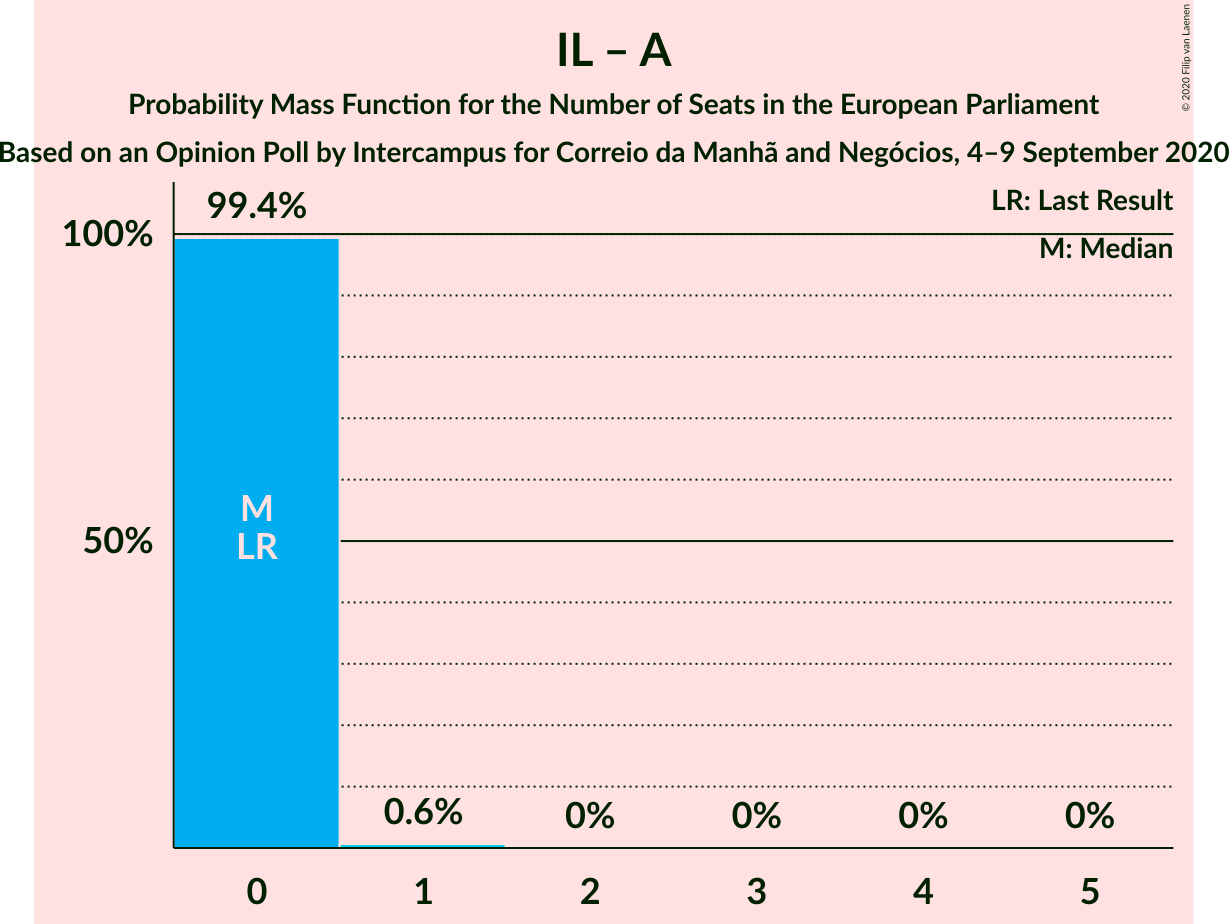 IL – A
Probability Mass Function for the Number of Seats in the European Parliament
Based on an Opinion Poll by Intercampus for Correio da Manhã and Negócios, 4–9 September 2020
© 2020 Filip van Laenen
LR: Last Result
M: Median
99.4%
100%
50%
M
LR
0.6%
0%
0%
0%
0%
0
1
2
3
4
5